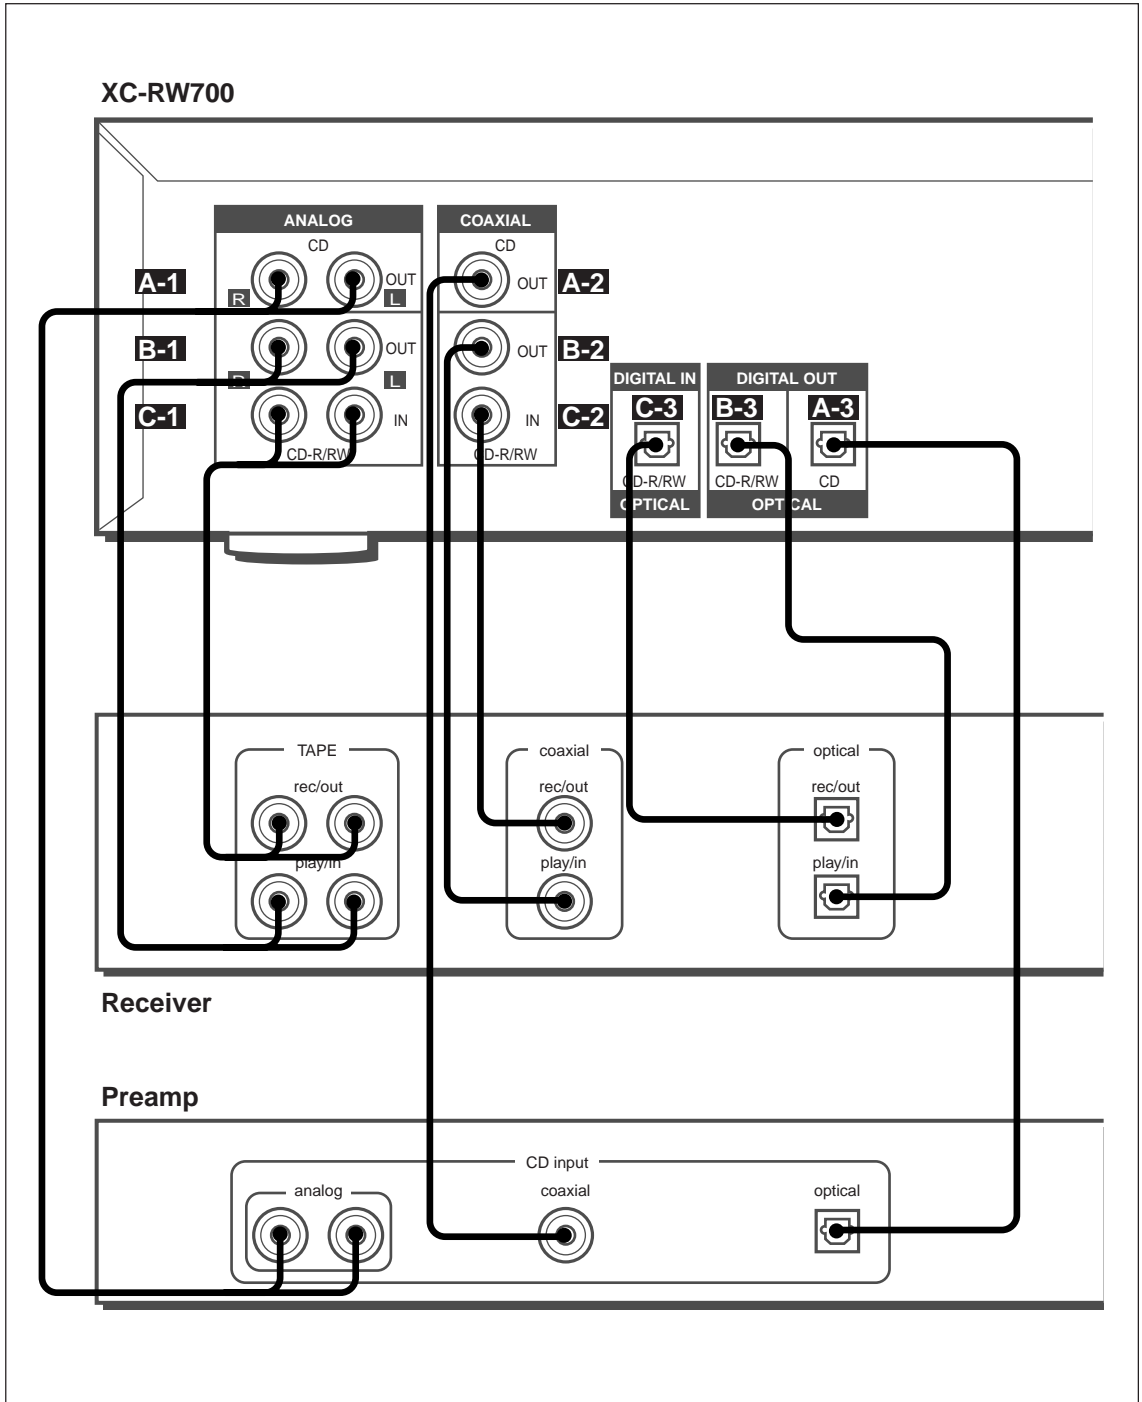 XC-RW700
ANALOG
COAXIAL
CD
CD
A-1
R
OUT
L
OUT
A-2
B-1
R
OUT
L
OUT
B-2
C-1
IN
IN
C-2
CD-R/RW
CD-R/RW
DIGITAL IN
DIGITAL OUT
C-3
B-3
A-3
CD-R/RW
CD-R/RW
CD
OPTICAL
OPTICAL
TAPE
coaxial
optical
rec/out
rec/out
rec/out
play/in
play/in
play/in
Receiver
Preamp
CD input
analog
coaxial
optical